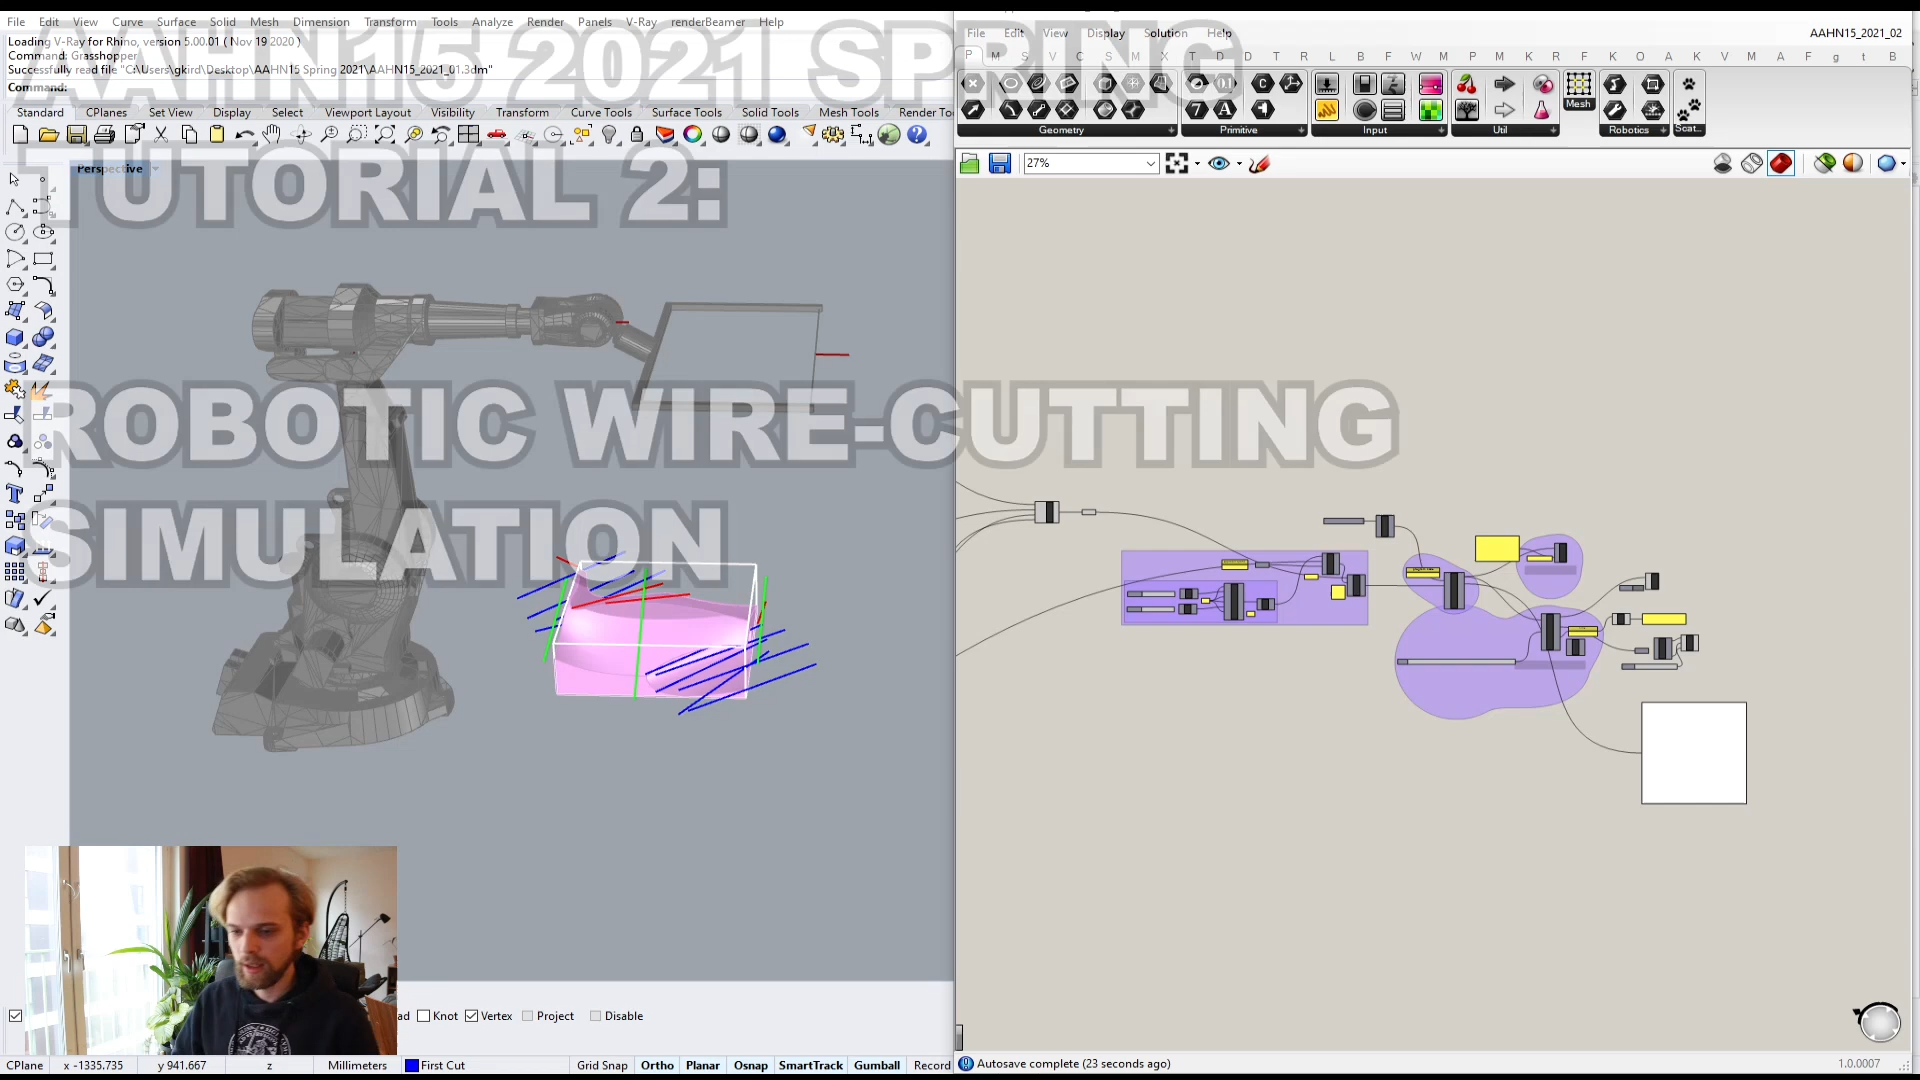 AAHN15 2021 SPRING
TUTORIAL 2:
ROBOTIC WIRE-CUTTING
SIMULATION
File Edit View Curve Surface Solid Mesh Dimension Transform Tools Analyze Render Panels V-Ray renderBeamer Help
Loading V-Ray for Rhino, version 5.00.01 ( Nov 19 2020 )
Command: Grasshopper
Successfully read file "C:\Users\gkird\Desktop\AAHN15 Spring 2021\AAHN15_2021_01.3dm"
Command:
Standard CPlanes Set View Display Select Viewport Layout Visibility Transform Curve Tools Surface Tools Solid Tools Mesh Tools Render To
Perspective
Knot Vertex Project Disable
CPlane x -1335.735 y 941.667 z Millimeters First Cut Grid Snap Ortho Planar Osnap SmartTrack Gumball Record
File Edit View Display Solution Help AAHN15_2021_02
P M S V C S M X T D T R L B F W M P K O A K V M A F g t B
Mesh
Geometry Primitive Input Util Robotics Scat..
27%
Autosave complete (23 seconds ago) 1.0.0007